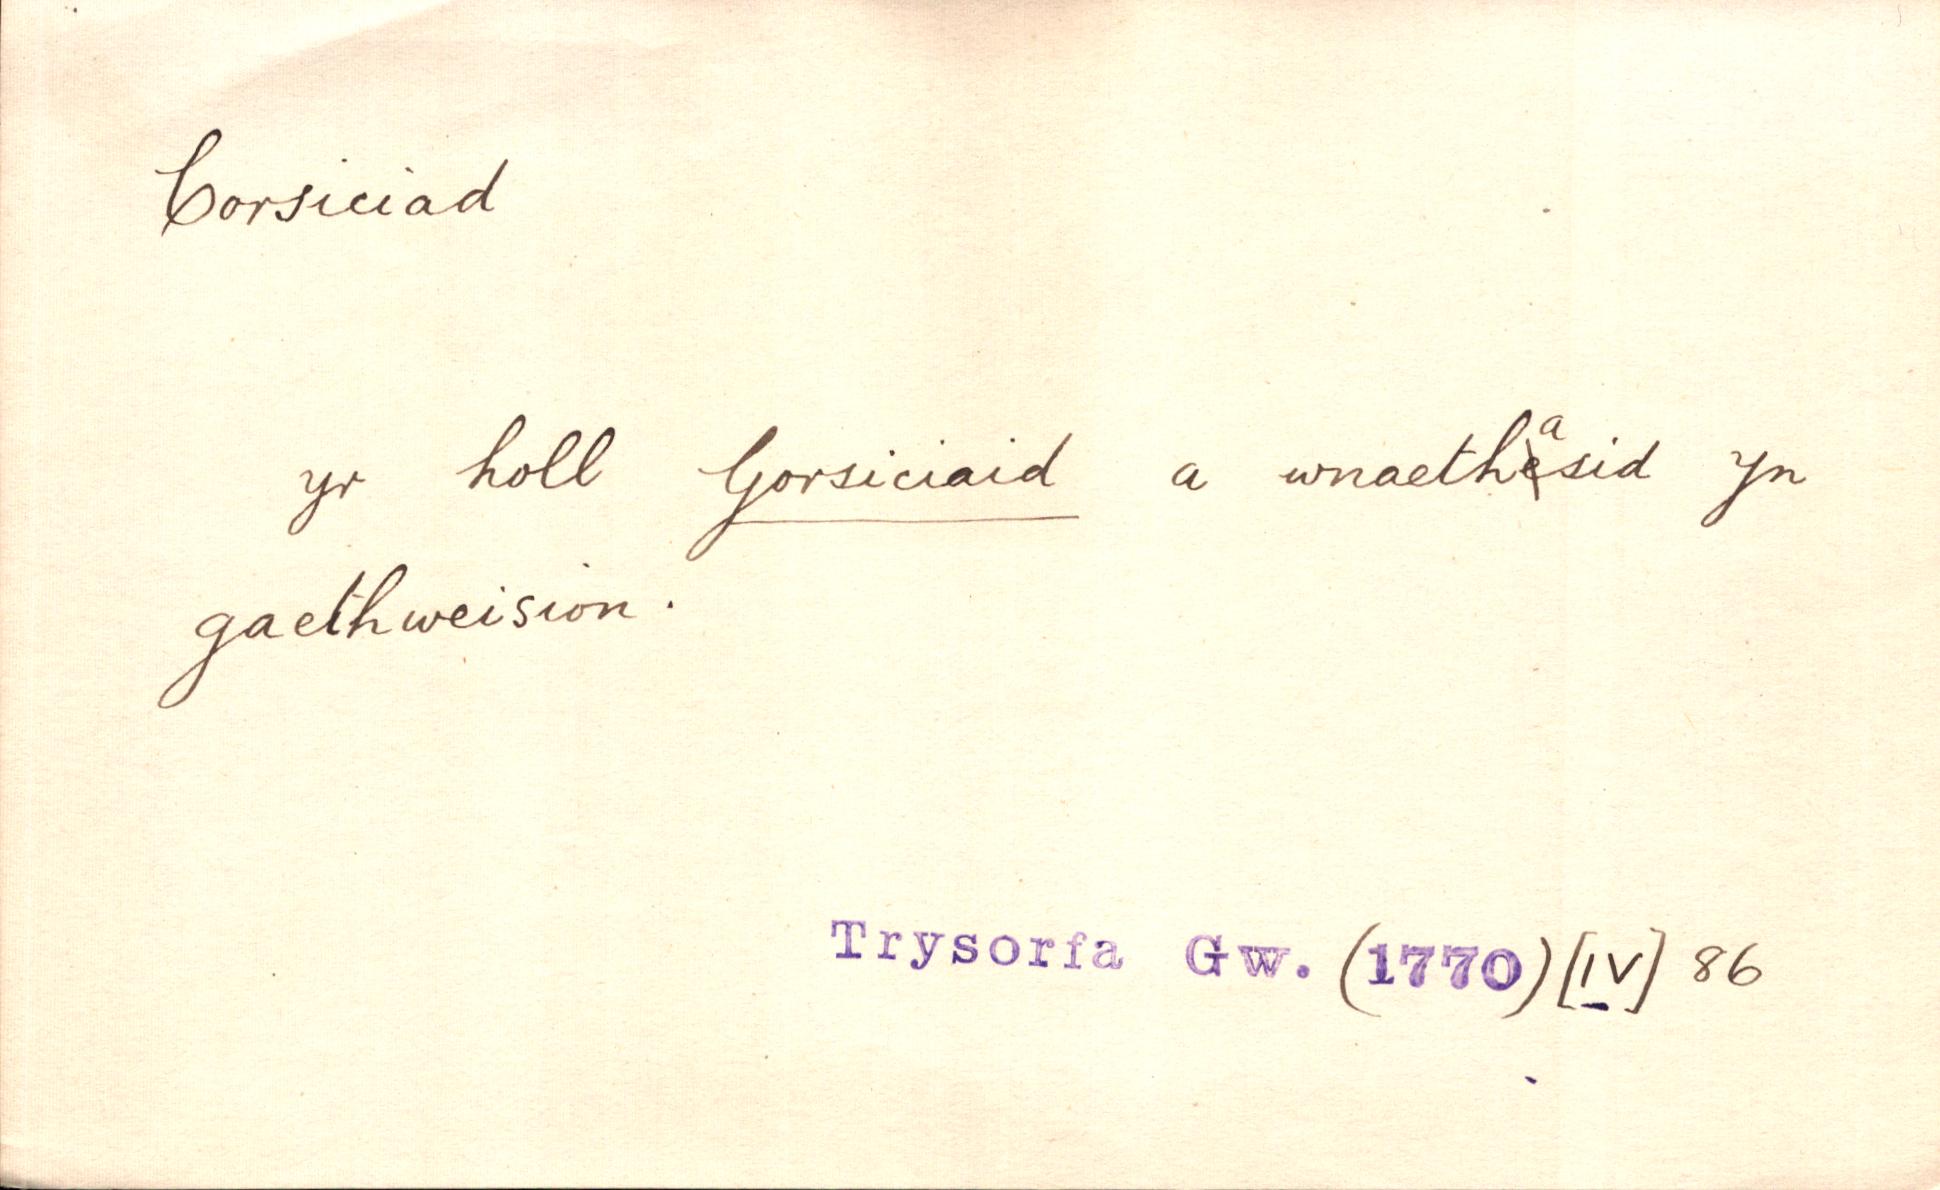 Corsiciad
yr holl Gorsiciaid a wnaethasid yn
gaethweision.
Trysorfa Gw. (1770) [IV] 86